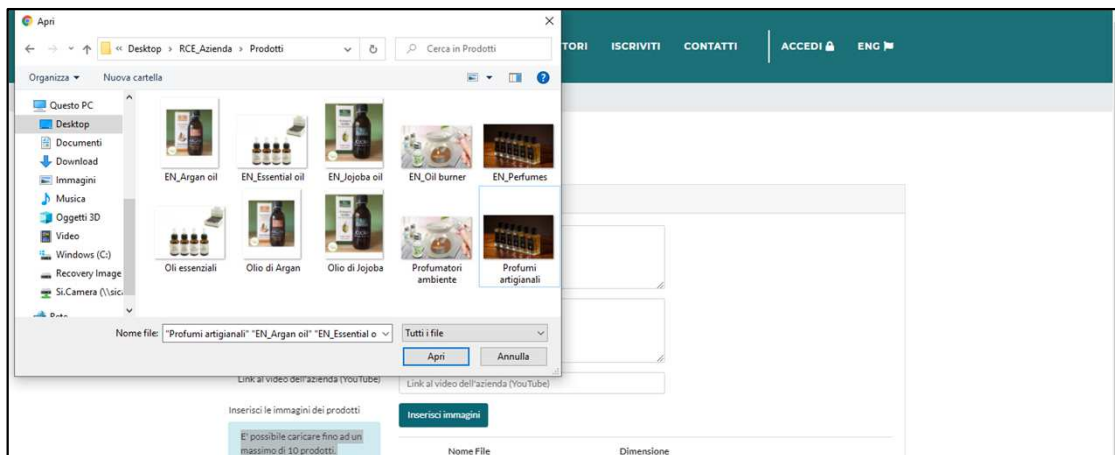 Apri
TORI ISCRIVITI CONTATTI ACCEDI ENG
« Desktop > RCE_Azienda > Prodotti
Cerca in Prodotti
Organizza Nuova cartella
Questo PC
Desktop
Documenti
Download
Immagini
Musica
Oggetti 3D
Video
Windows (C:)
Recovery Image
Si.Camera (\\sic
EN_Argan oil
EN_Essential oil
EN_Jojoba oil
EN_Oil burner
EN_Perfumes
Oli essenziali
Olio di Argan
Olio di Jojoba
Profumatori
ambiente
Profumi
artigianali
Nome file: "Profumi artigianali" "EN_Argan oil" "EN_Essential o
Tutti i file
Apri Annulla
Link al video dell'azienda (YouTube)
Link al video dell'azienda (YouTube)
Inserisci le immagini dei prodotti
Inserisci immagini
E' possibile caricare fino ad un
massimo di 10 prodotti.
Nome File Dimensione